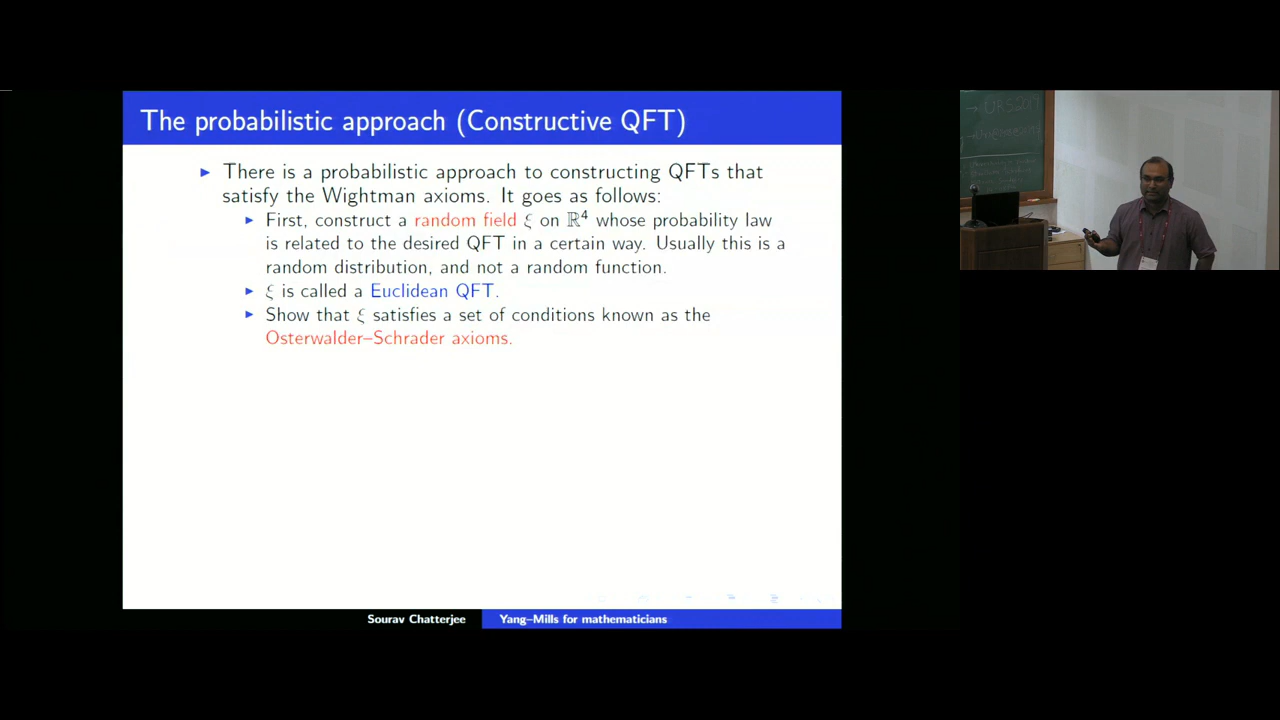 The probabilistic approach (Constructive QFT)
▶ There is a probabilistic approach to constructing QFTs that
satisfy the Wightman axioms. It goes as follows:
▶ First, construct a random field ξ on ℝ⁴ whose probability law
is related to the desired QFT in a certain way. Usually this is a
random distribution, and not a random function.
▶ ξ is called a Euclidean QFT.
▶ Show that ξ satisfies a set of conditions known as the
Osterwalder–Schrader axioms.
Sourav Chatterjee
Yang–Mills for mathematicians